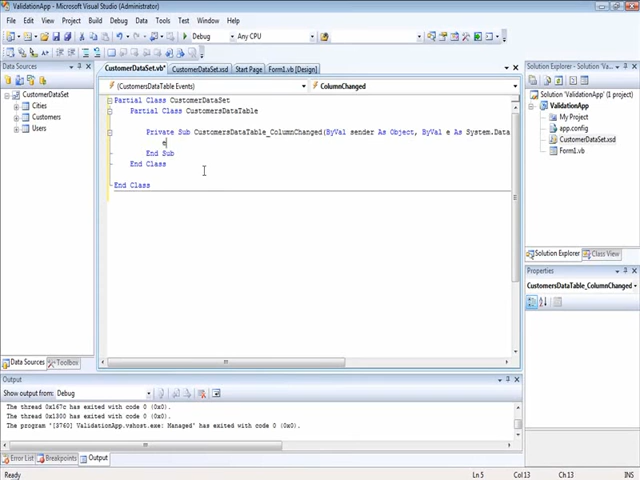 ValidationApp - Microsoft Visual Studio (Administrator)
File Edit View Project Build Debug Data Tools Test Window Help
Debug Any CPU
Data Sources
CustomerDataSet.vb* CustomerDataSet.xsd Start Page Form1.vb [Design]
Solution Explorer
(CustomersDataTable Events) ColumnChanged
CustomerDataSet
Cities
Customers
Users
Partial Class CustomerDataSet
Partial Class CustomersDataTable
Private Sub CustomersDataTable_ColumnChanged(ByVal sender As Object, ByVal e As System.Data
e
End Sub
End Class
End Class
Solution 'ValidationApp' (1 project)
ValidationApp
My Project
app.config
CustomerDataSet.xsd
Form1.vb
Solution Explorer Class View
Properties
CustomersDataTable_ColumnChanged
Data Sources Toolbox
Output
Show output from: Debug
The thread 0x167c has exited with code 0 (0x0).
The thread 0x1300 has exited with code 0 (0x0).
The program '[3760] ValidationApp.vshost.exe: Managed' has exited with code 0 (0x0).
Error List Breakpoints Output
Ready Ln 5 Col 13 Ch 13